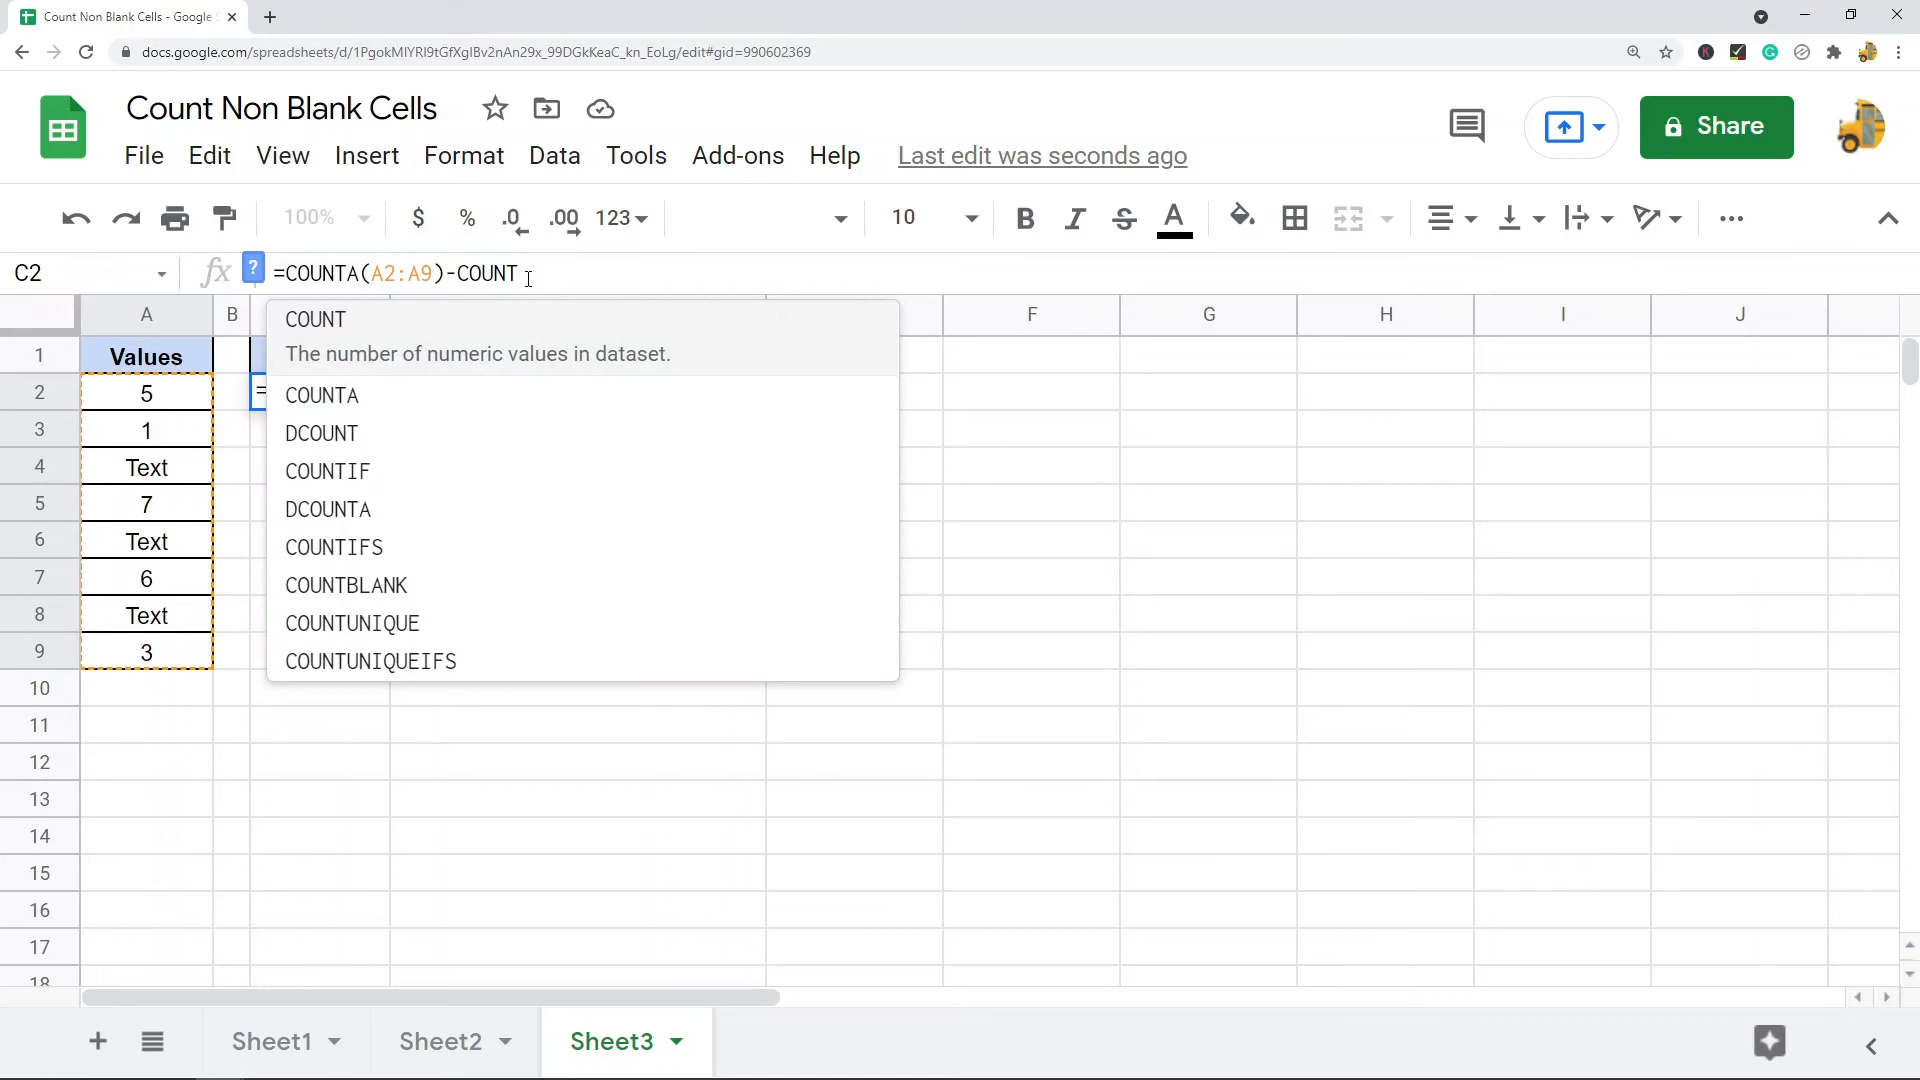 Count Non Blank Cells - Google S
docs.google.com/spreadsheets/d/1PgokMIYRI9tGfXgIBv2nAn29x_99DGkKeaC_kn_EoLg/edit#gid=990602369
Count Non Blank Cells
Share
File Edit View Insert Format Data Tools Add-ons Help Last edit was seconds ago
100% $ % .0 .00 123 10 B I S A
C2 fx ? =COUNTA(A2:A9)-COUNT
A B F G H I J
COUNT
The number of numeric values in dataset.
1 Values
2 5 =
COUNTA
3 1
DCOUNT
4 Text
COUNTIF
5 7
DCOUNTA
6 Text
COUNTIFS
7 6
COUNTBLANK
8 Text
COUNTUNIQUE
9 3
COUNTUNIQUEIFS
10
11
12
13
14
15
16
17
18
Sheet1 Sheet2 Sheet3